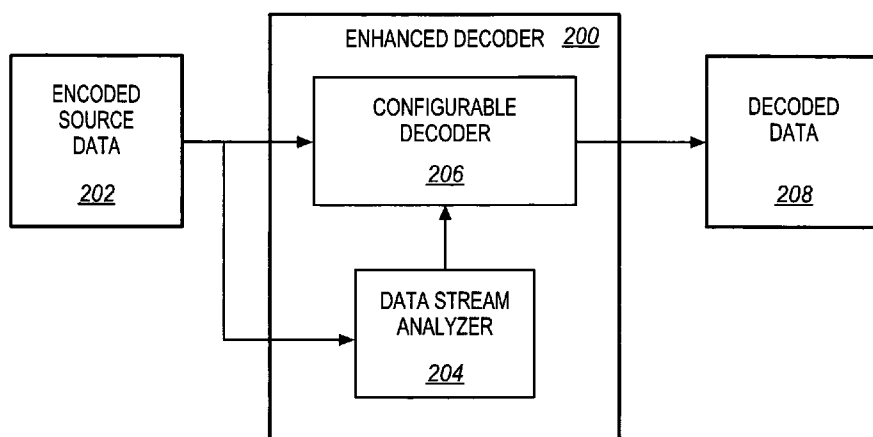 ENHANCED DECODER 200
ENCODED
SOURCE
DATA
202
CONFIGURABLE
DECODER
206
DECODED
DATA
208
DATA STREAM
ANALYZER
204